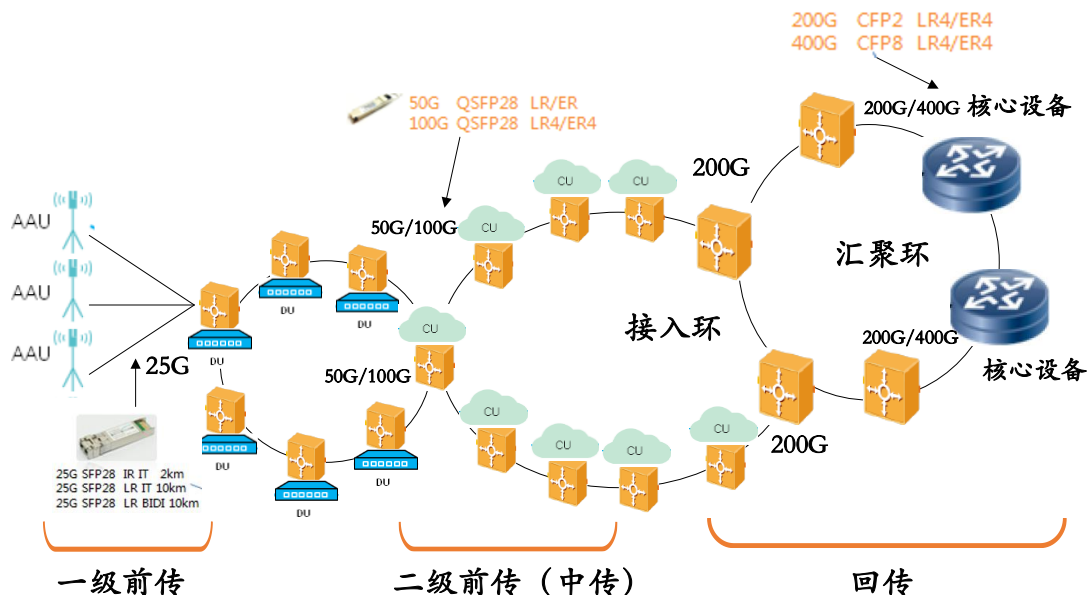 200G CFP2 LR4/ER4
400G CFP8 LR4/ER4
50G QSFP28 LR/ER
100G QSFP28 LR4/ER4
200G/400G 核心设备
CU
CU
200G
AAU
50G/100G
CU
汇聚环
AAU
DU
DU
CU
接入环
200G/400G
AAU
25G
DU
50G/100G
核心设备
CU
CU
CU
CU
200G
DU
DU
DU
25G SFP28 IR IT 2km
25G SFP28 LR IT 10km
25G SFP28 LR BIDI 10km
一级前传
二级前传（中传）
回传